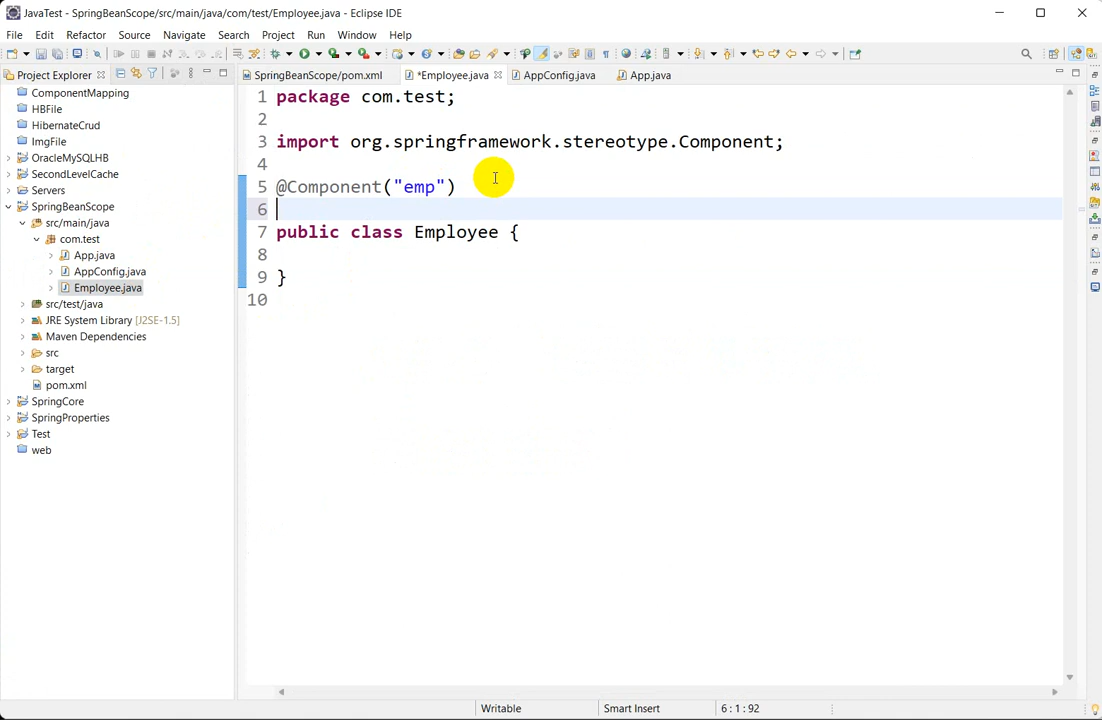 JavaTest - SpringBeanScope/src/main/java/com/test/Employee.java - Eclipse IDE
File Edit Refactor Source Navigate Search Project Run Window Help
Project Explorer
SpringBeanScope/pom.xml *Employee.java AppConfig.java App.java
ComponentMapping
HBFile
HibernateCrud
ImgFile
OracleMySQLHB
SecondLevelCache
Servers
SpringBeanScope
src/main/java
com.test
App.java
AppConfig.java
Employee.java
src/test/java
JRE System Library [J2SE-1.5]
Maven Dependencies
src
target
pom.xml
SpringCore
SpringProperties
Test
web
1 package com.test;
2
3 import org.springframework.stereotype.Component;
4
5 @Component("emp")
6
7 public class Employee {
8
9 }
10
Writable Smart Insert 6 : 1 : 92